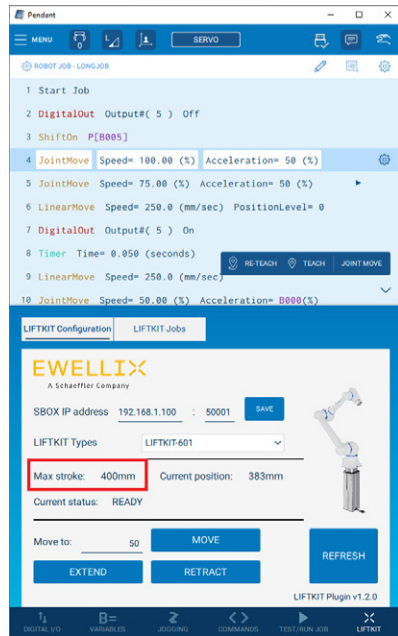 Pendant
MENU
0
SERVO
ROBOT JOB - LONGJOB
1 Start Job
2 DigitalOut Output#( 5 ) Off
3 ShiftOn P[B005]
4 JointMove Speed= 100.00 (%) Acceleration= 50 (%)
5 JointMove Speed= 75.00 (%) Acceleration= 50 (%)
6 LinearMove Speed= 250.0 (mm/sec) PositionLevel= 0
7 DigitalOut Output#( 5 ) On
8 Timer Time= 0.050 (seconds)
RE-TEACH TEACH JOINT MOVE
9 LinearMove Speed= 250.0 (mm/sec)
10 JointMove Speed= 50.00 (%) Acceleration= B000(%)
LIFTKIT Configuration LIFTKIT Jobs
EWELLIX
A Schaeffler Company
SBOX IP address 192.168.1.100 : 50001 SAVE
LIFTKIT Types LIFTKIT-601
Max stroke: 400mm Current position: 383mm
Current status: READY
Move to: 50 MOVE
REFRESH
EXTEND RETRACT
LIFTKIT Plugin v1.2.0
DIGITAL I/O VARIABLES JOGGING COMMANDS TEST/RUN JOB LIFTKIT